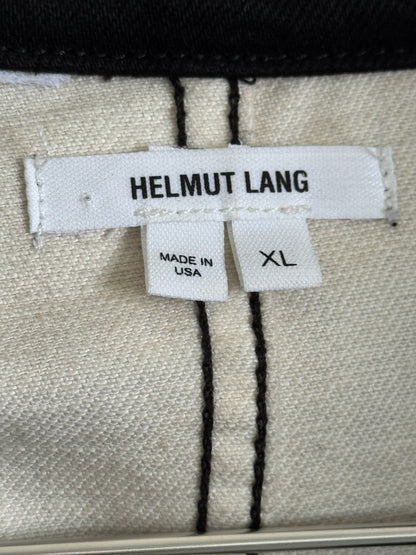 HELMUT LANG
MADE IN
USA
XL